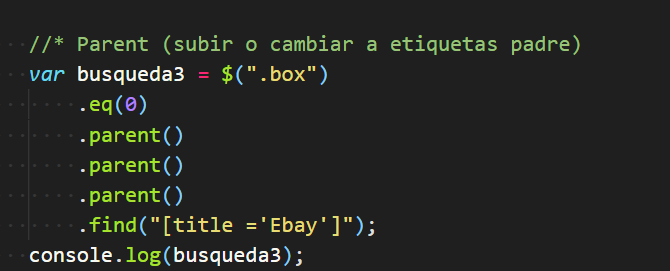 //* Parent (subir o cambiar a etiquetas padre)
var busqueda3 = $(".box")
.eq(0)
.parent()
.parent()
.parent()
.find("[title ='Ebay']");
console.log(busqueda3);